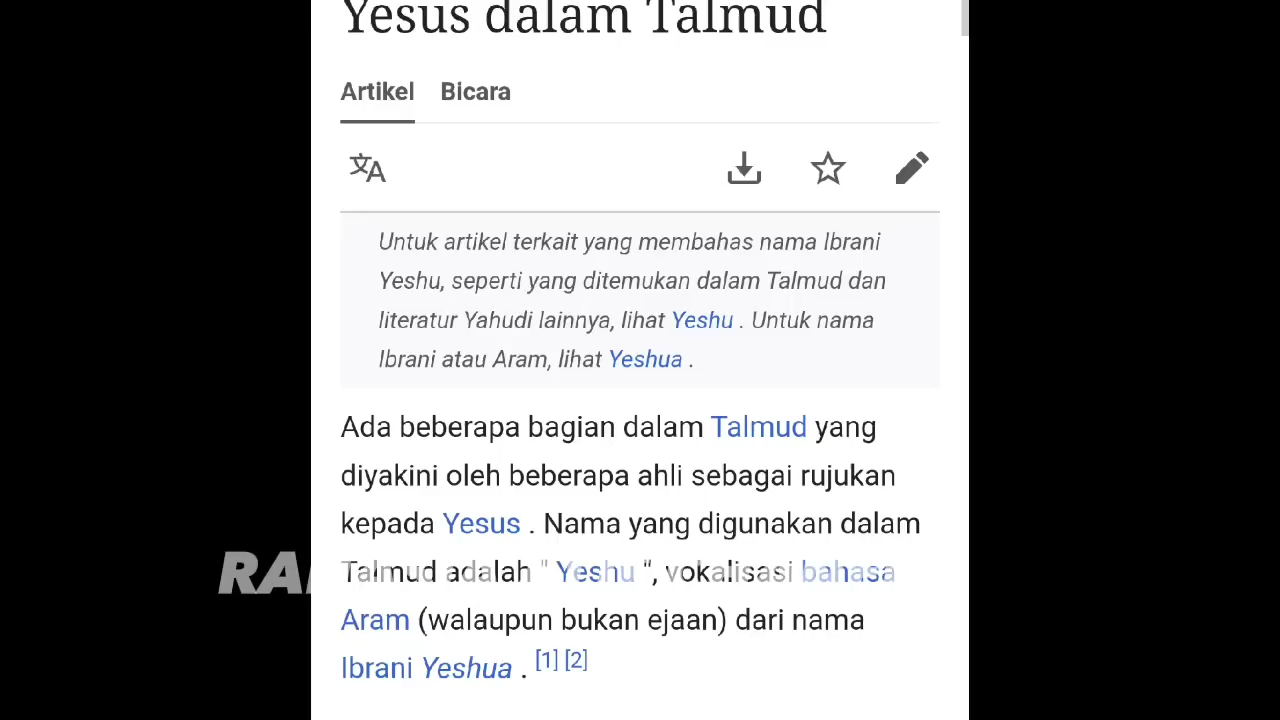 Yesus dalam Talmud
Artikel Bicara
Untuk artikel terkait yang membahas nama Ibrani
Yeshu, seperti yang ditemukan dalam Talmud dan
literatur Yahudi lainnya, lihat Yeshu . Untuk nama
Ibrani atau Aram, lihat Yeshua .
Ada beberapa bagian dalam Talmud yang
diyakini oleh beberapa ahli sebagai rujukan
kepada Yesus . Nama yang digunakan dalam
Talmud adalah " Yeshu ", vokalisasi bahasa
Aram (walaupun bukan ejaan) dari nama
Ibrani Yeshua . [1] [2]